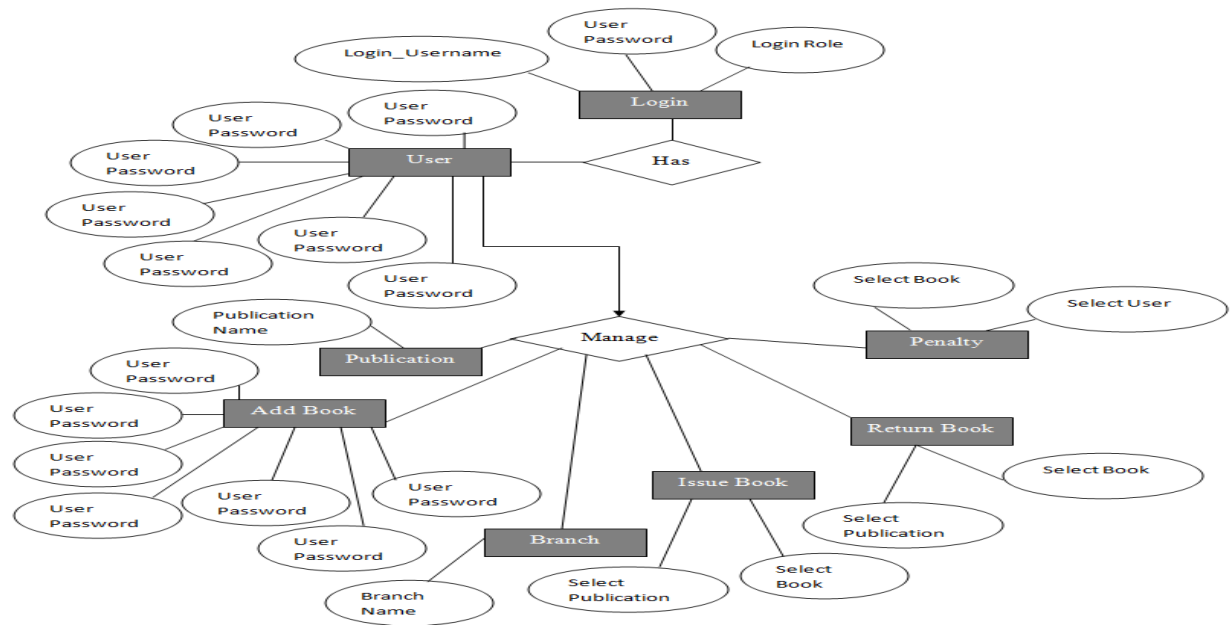 User
Password
Login Role
Login_Username
Login
User
Password
User
Password
User
Password
User
Has
User
Password
User
Password
User
Password
User
Password
Select Book
Select User
Publication
Name
Manage
Penalty
Publication
User
Password
Add Book
User
Password
Return Book
User
Password
Select Book
Issue Book
User
Password
User
Password
User
Password
Select
Publication
User
Password
Branch
Select
Book
Select
Publication
Branch
Name